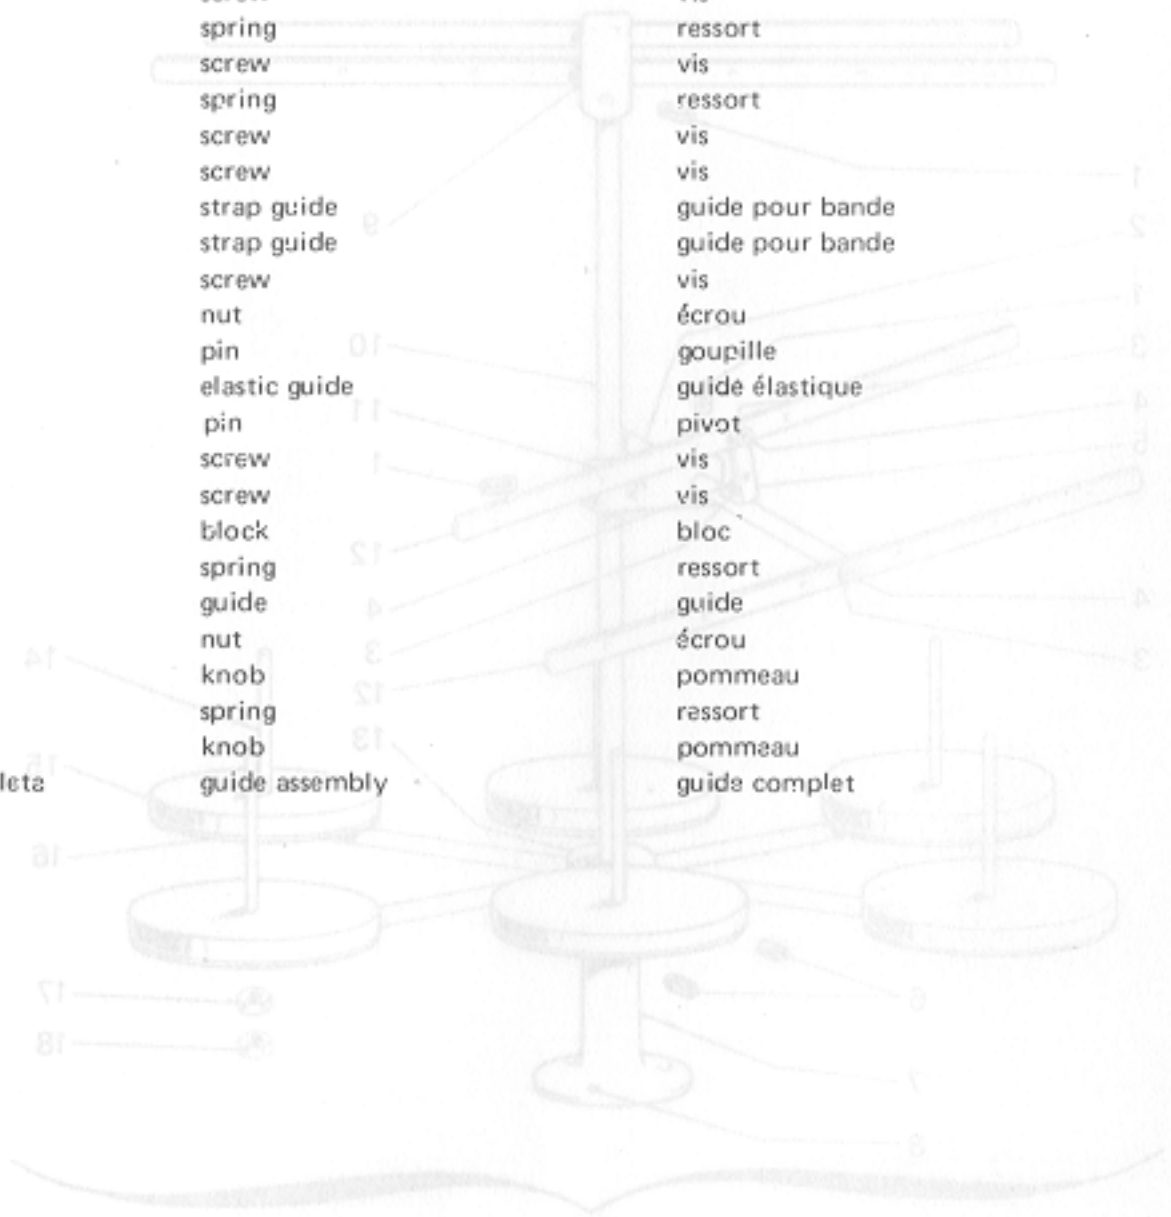 spring ressort
screw vis
spring ressort
screw vis
screw vis
strap guide guide pour bande
strap guide guide pour bande
screw vis
nut écrou
pin goupille
elastic guide guide élastique
pin pivot
screw vis
screw vis
block bloc
spring ressort
guide guide
nut écrou
knob pommeau
spring ressort
knob pommeau
guide assembly guide complet